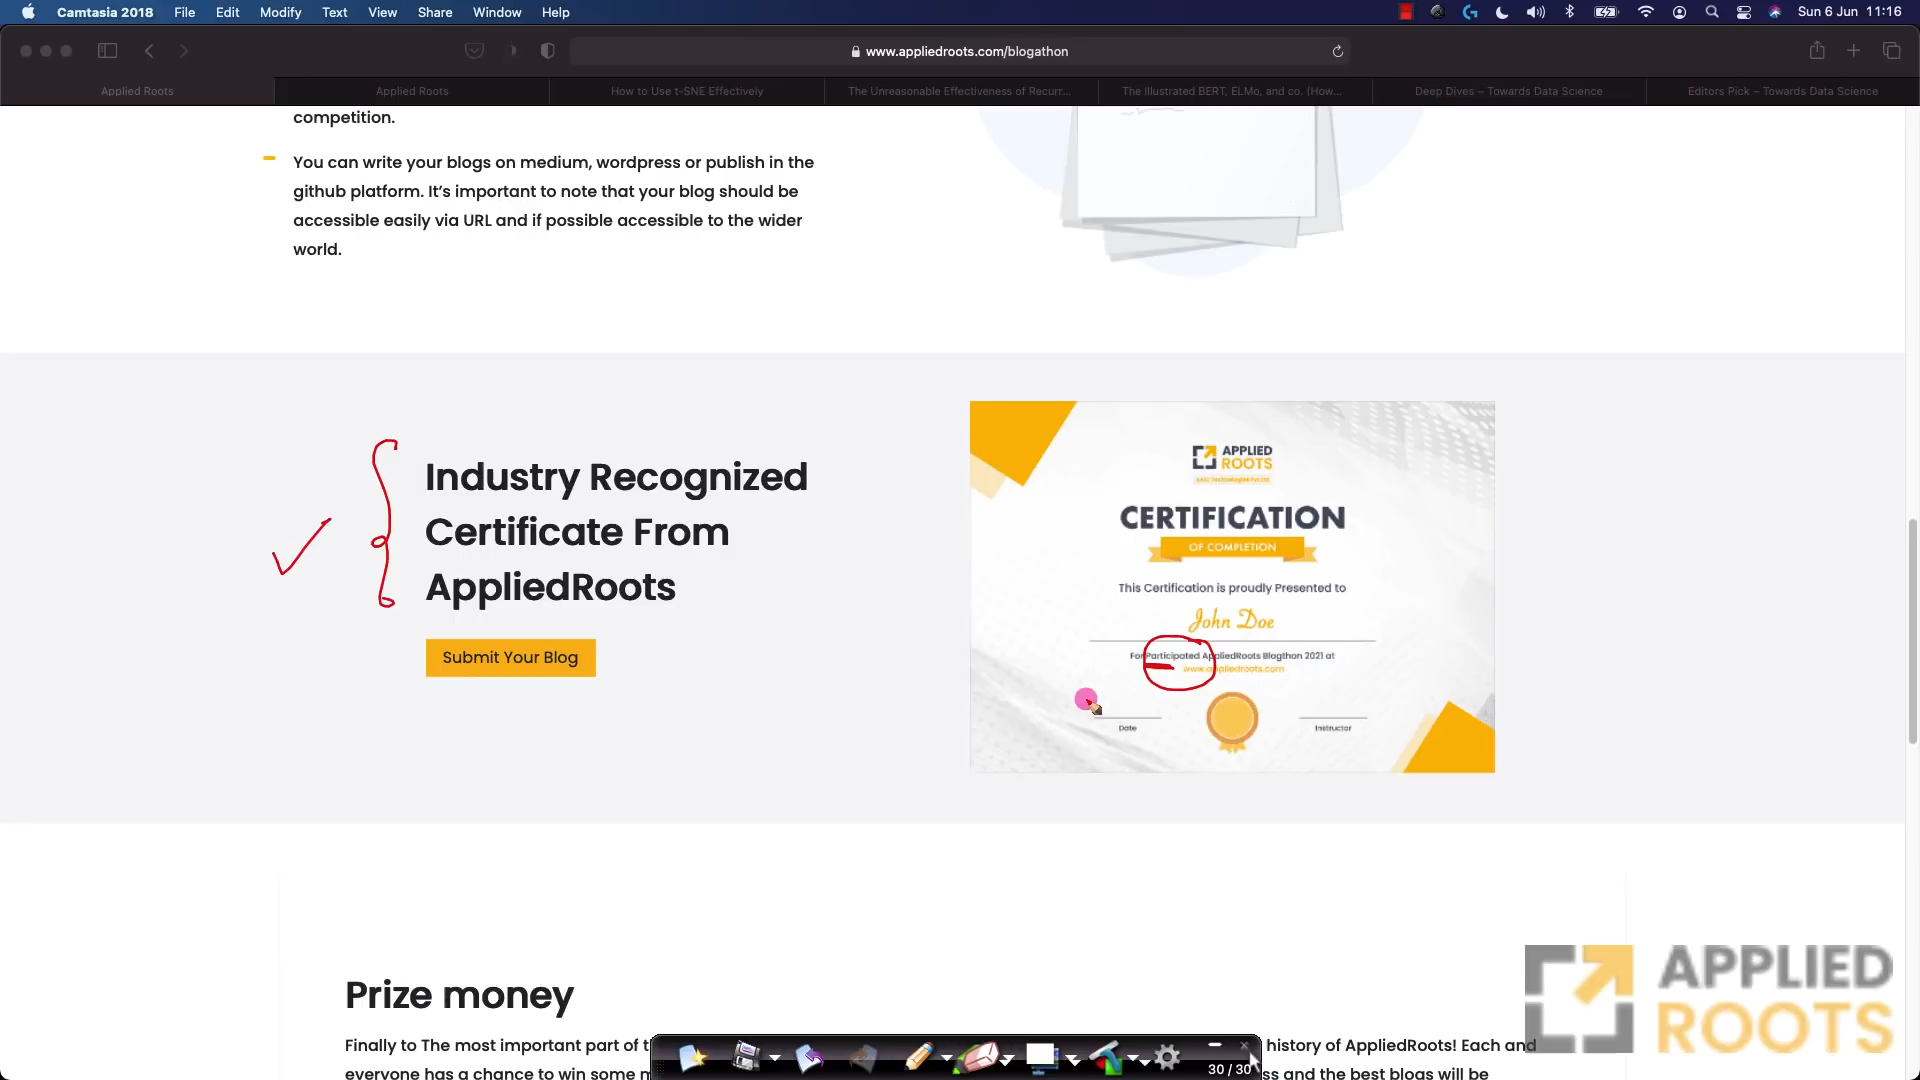 Camtasia 2018 File Edit Modify Text View Share Window Help
Sun 6 Jun 11:16
www.appliedroots.com/blogathon
Applied Roots
Applied Roots
How to Use t-SNE Effectively
The Unreasonable Effectiveness of Recurr...
The Illustrated BERT, ELMo, and co. (How...
Deep Dives – Towards Data Science
Editors Pick – Towards Data Science
competition.
You can write your blogs on medium, wordpress or publish in the
github platform. It's important to note that your blog should be
accessible easily via URL and if possible accessible to the wider
world.
Industry Recognized
Certificate From
AppliedRoots
Submit Your Blog
APPLIED
ROOTS
CERTIFICATION
OF COMPLETION
This Certification is proudly Presented to
John Doe
For Participated AppliedRoots Blogthon 2021 at
www.appliedroots.com
Date
Instructor
Prize money
Finally to The most important part of
history of AppliedRoots! Each and
everyone has a chance to win some
and the best blogs will be
30 / 30
APPLIED
ROOTS